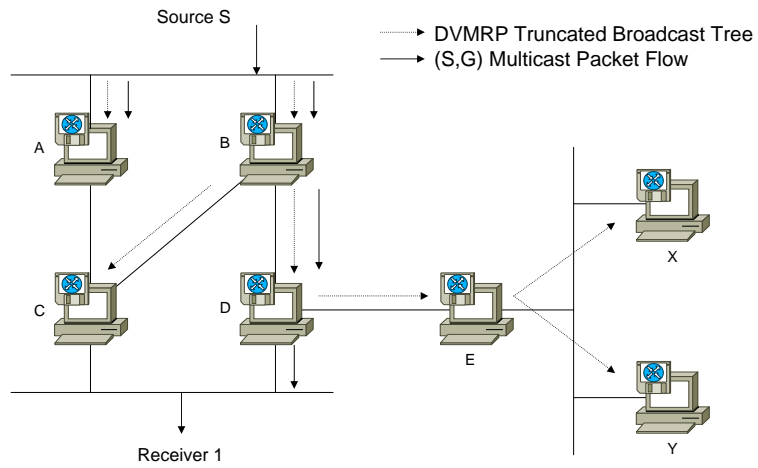 Source S
DVMRP Truncated Broadcast Tree
(S,G) Multicast Packet Flow
A
B
X
C
D
E
Y
Receiver 1